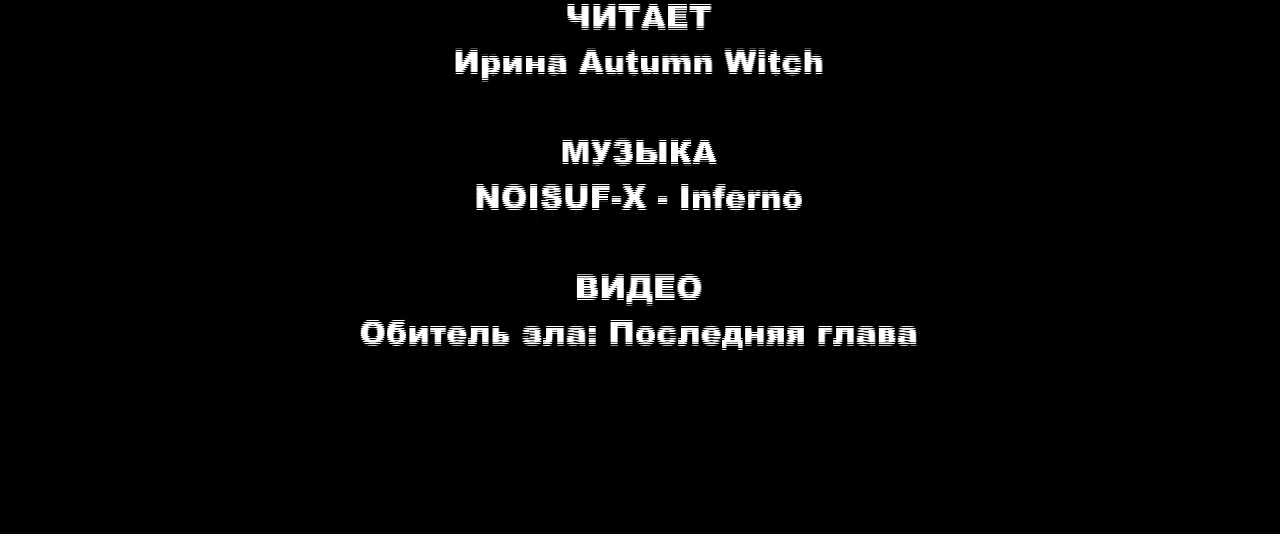 ЧИТАЕТ
Ирина Autumn Witch
МУЗЫКА
NOISUF-X - Inferno
ВИДЕО
Обитель зла: Последняя глава